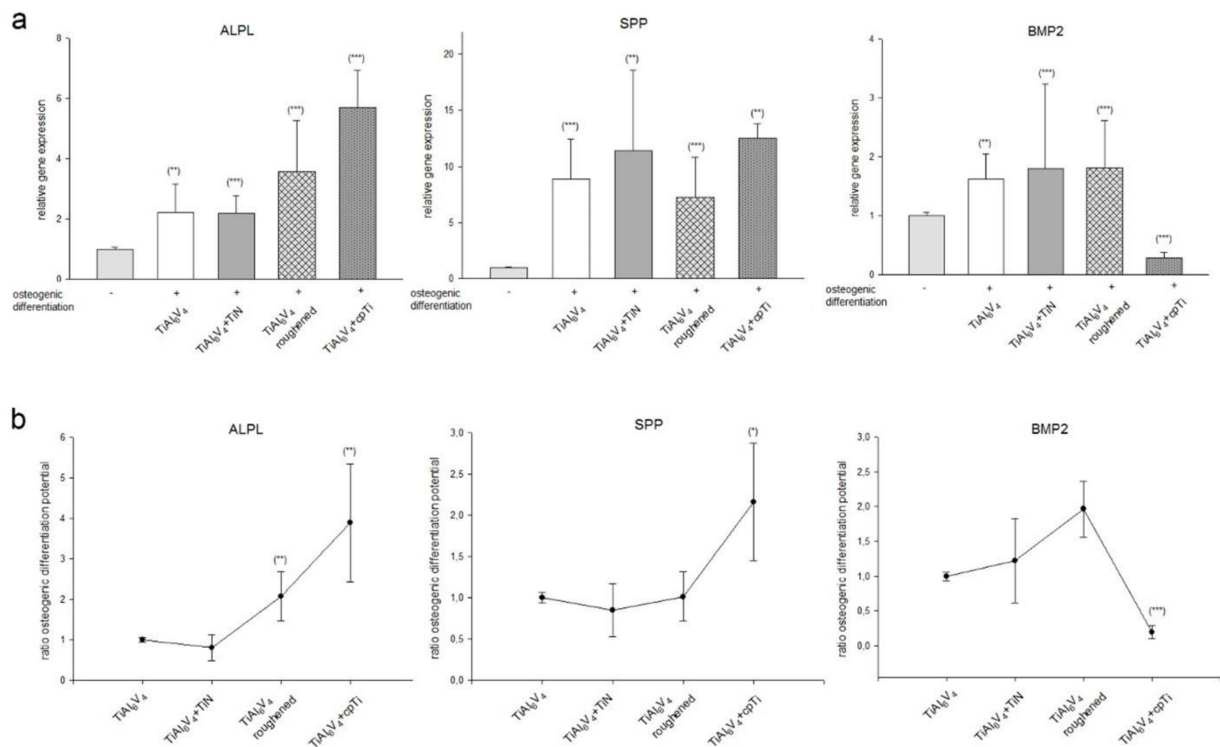 a
ALPL
relative gene expression
8
6
4
2
0
(**)
(***)
(***)
(***)
osteogenic
differentiation
- + + + +
TiAl₆V₄
TiAl₆V₄+TiN
TiAl₆V₄
roughened
TiAl₆V₄+cpTi
SPP
relative gene expression
20
15
10
5
0
(***)
(**)
(***)
(**)
osteogenic
differentiation
- + + + +
TiAl₆V₄
TiAl₆V₄+TiN
TiAl₆V₄
roughened
TiAl₆V₄+cpTi
BMP2
relative gene expression
4
3
2
1
0
(**)
(***)
(***)
(***)
osteogenic
differentiation
- + + + +
TiAl₆V₄
TiAl₆V₄+TiN
TiAl₆V₄
roughened
TiAl₆V₄+cpTi
b
ALPL
ratio osteogenic differentiation potential
6
5
4
3
2
1
0
(**)
(**)
TiAl₆V₄
TiAl₆V₄+TiN
TiAl₆V₄
roughened
TiAl₆V₄+cpTi
SPP
ratio osteogenic differentiation potential
3,0
2,5
2,0
1,5
1,0
0,5
0,0
(*)
TiAl₆V₄
TiAl₆V₄+TiN
TiAl₆V₄
roughened
TiAl₆V₄+cpTi
BMP2
ratio osteogenic differentiation potential
3,0
2,5
2,0
1,5
1,0
0,5
0,0
(***)
TiAl₆V₄
TiAl₆V₄+TiN
TiAl₆V₄
roughened
TiAl₆V₄+cpTi